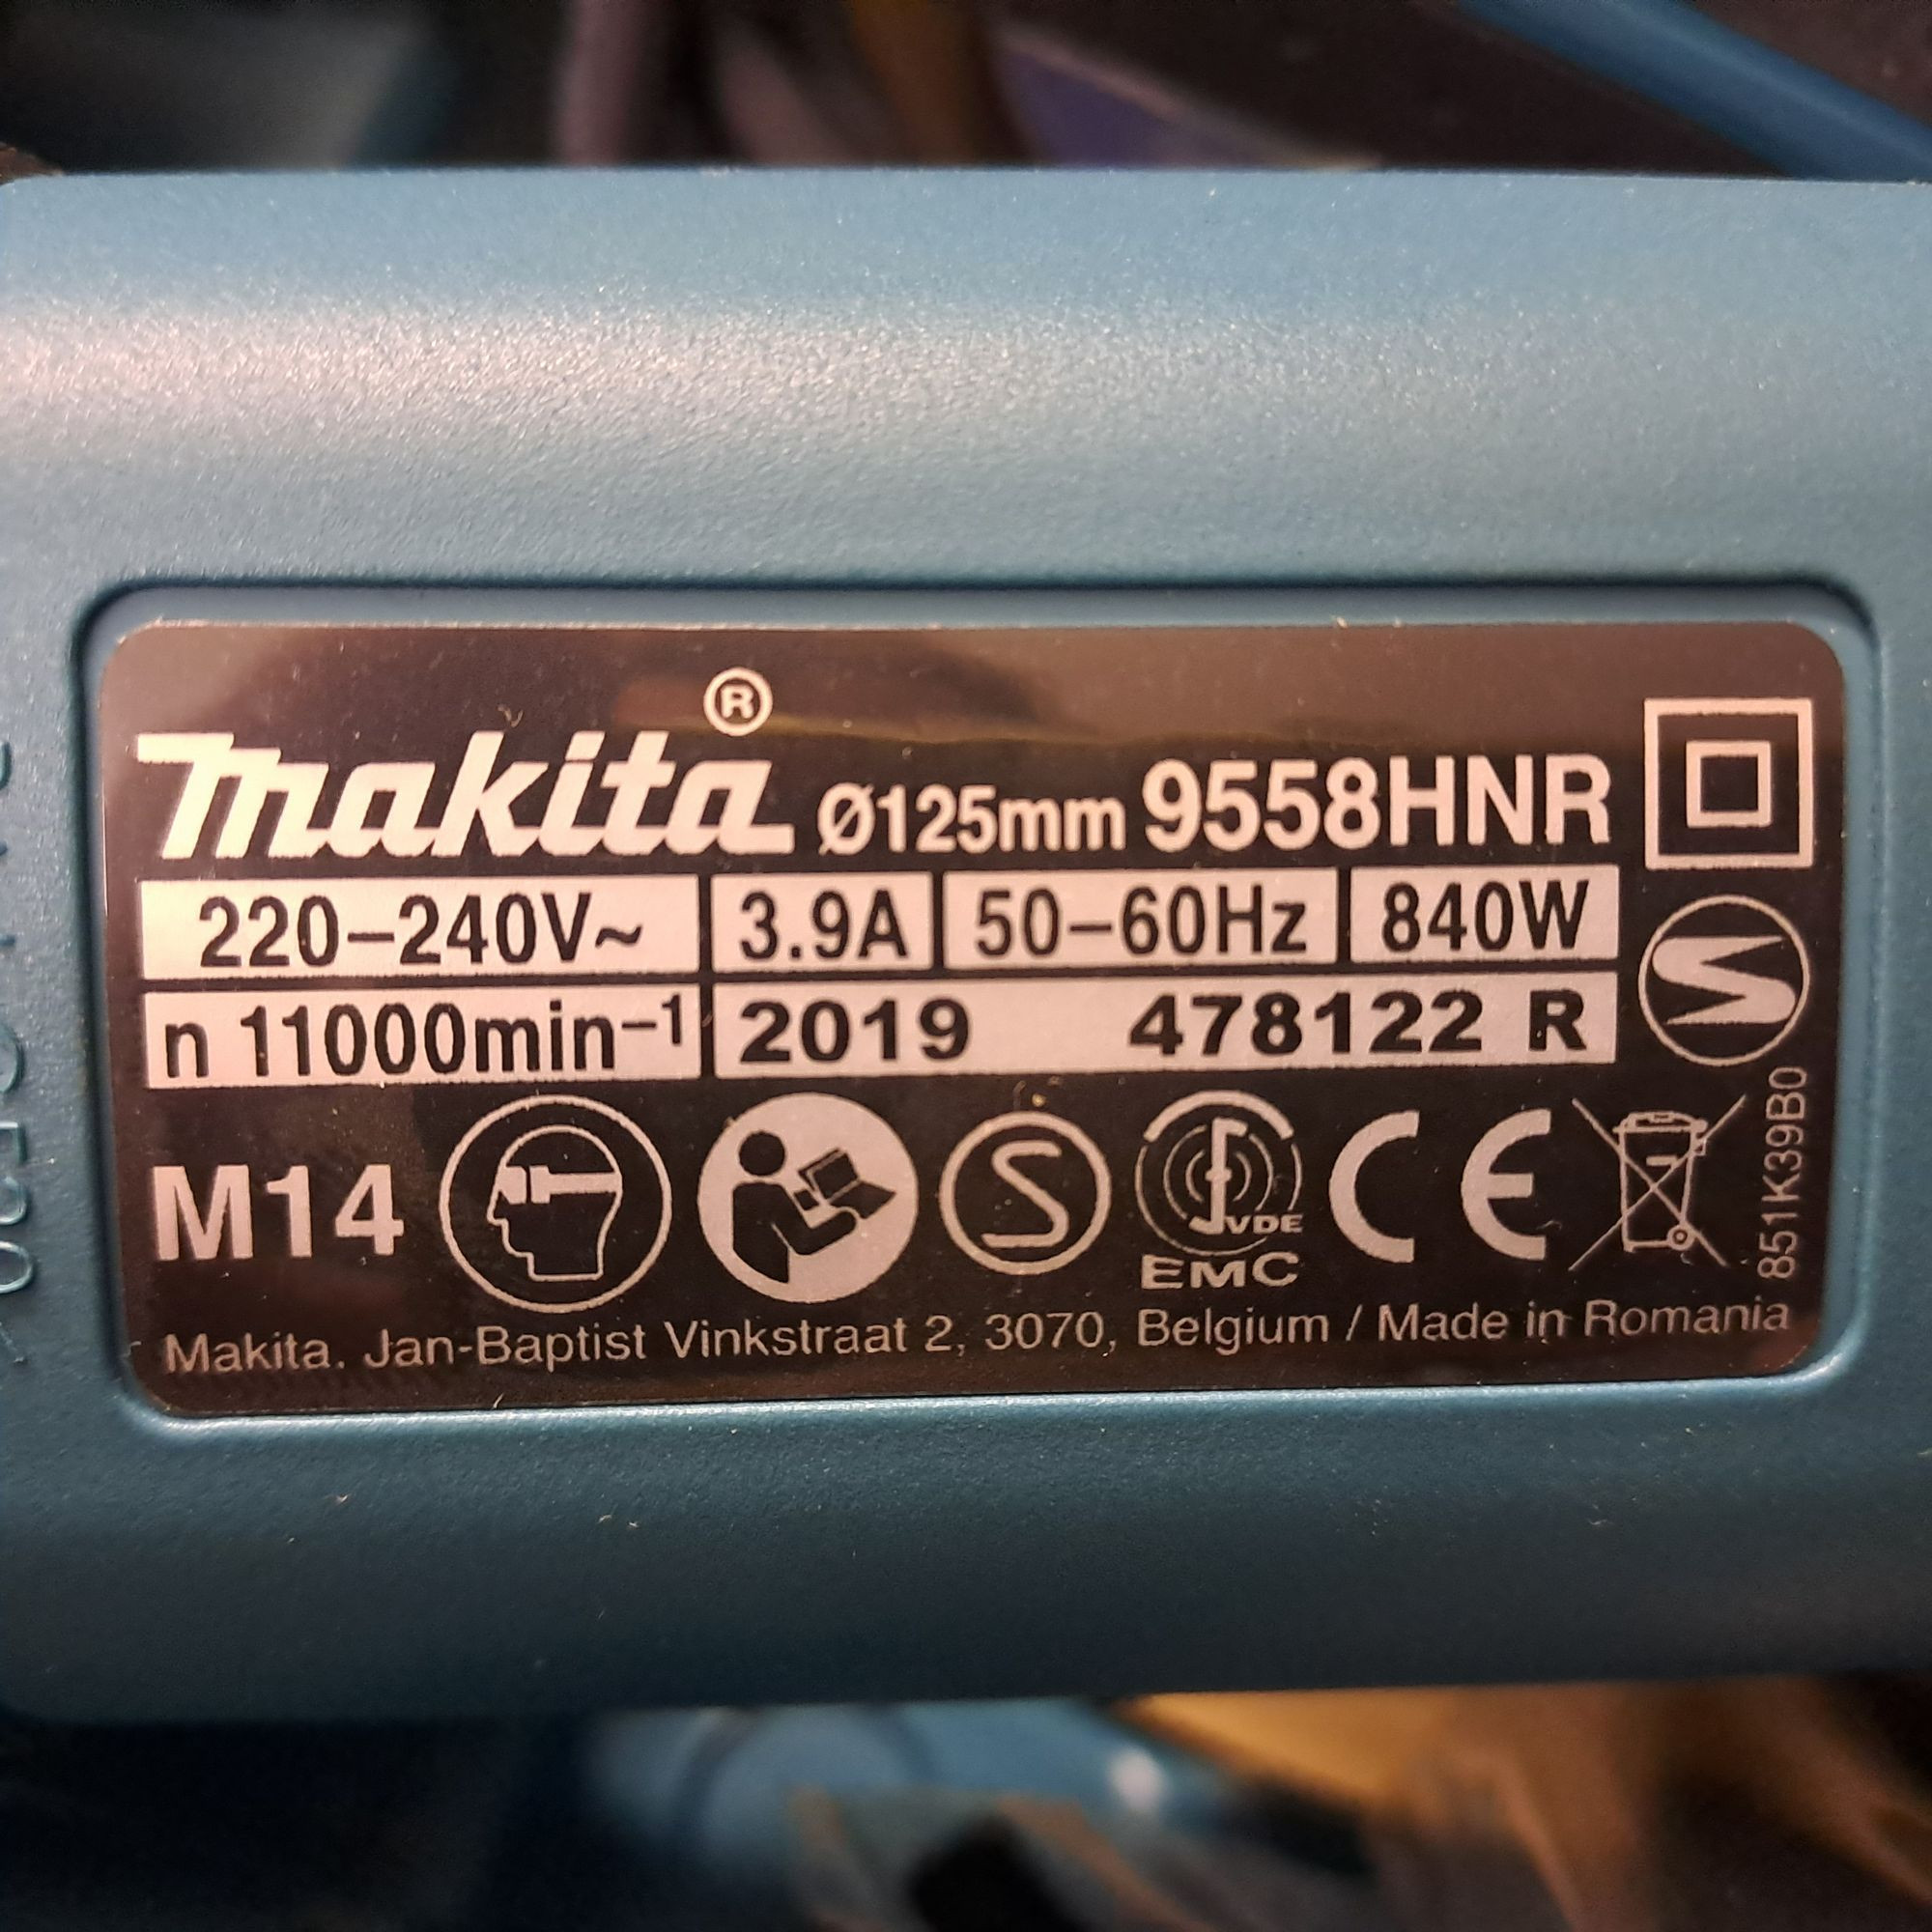 makita® Ø125mm 9558HNR
220–240V~ 3.9A 50–60Hz 840W
n 11000min⁻¹ 2019 478122 R
M14 S VDE CE
EMC
851K39B0
Makita. Jan-Baptist Vinkstraat 2, 3070, Belgium / Made in Romania